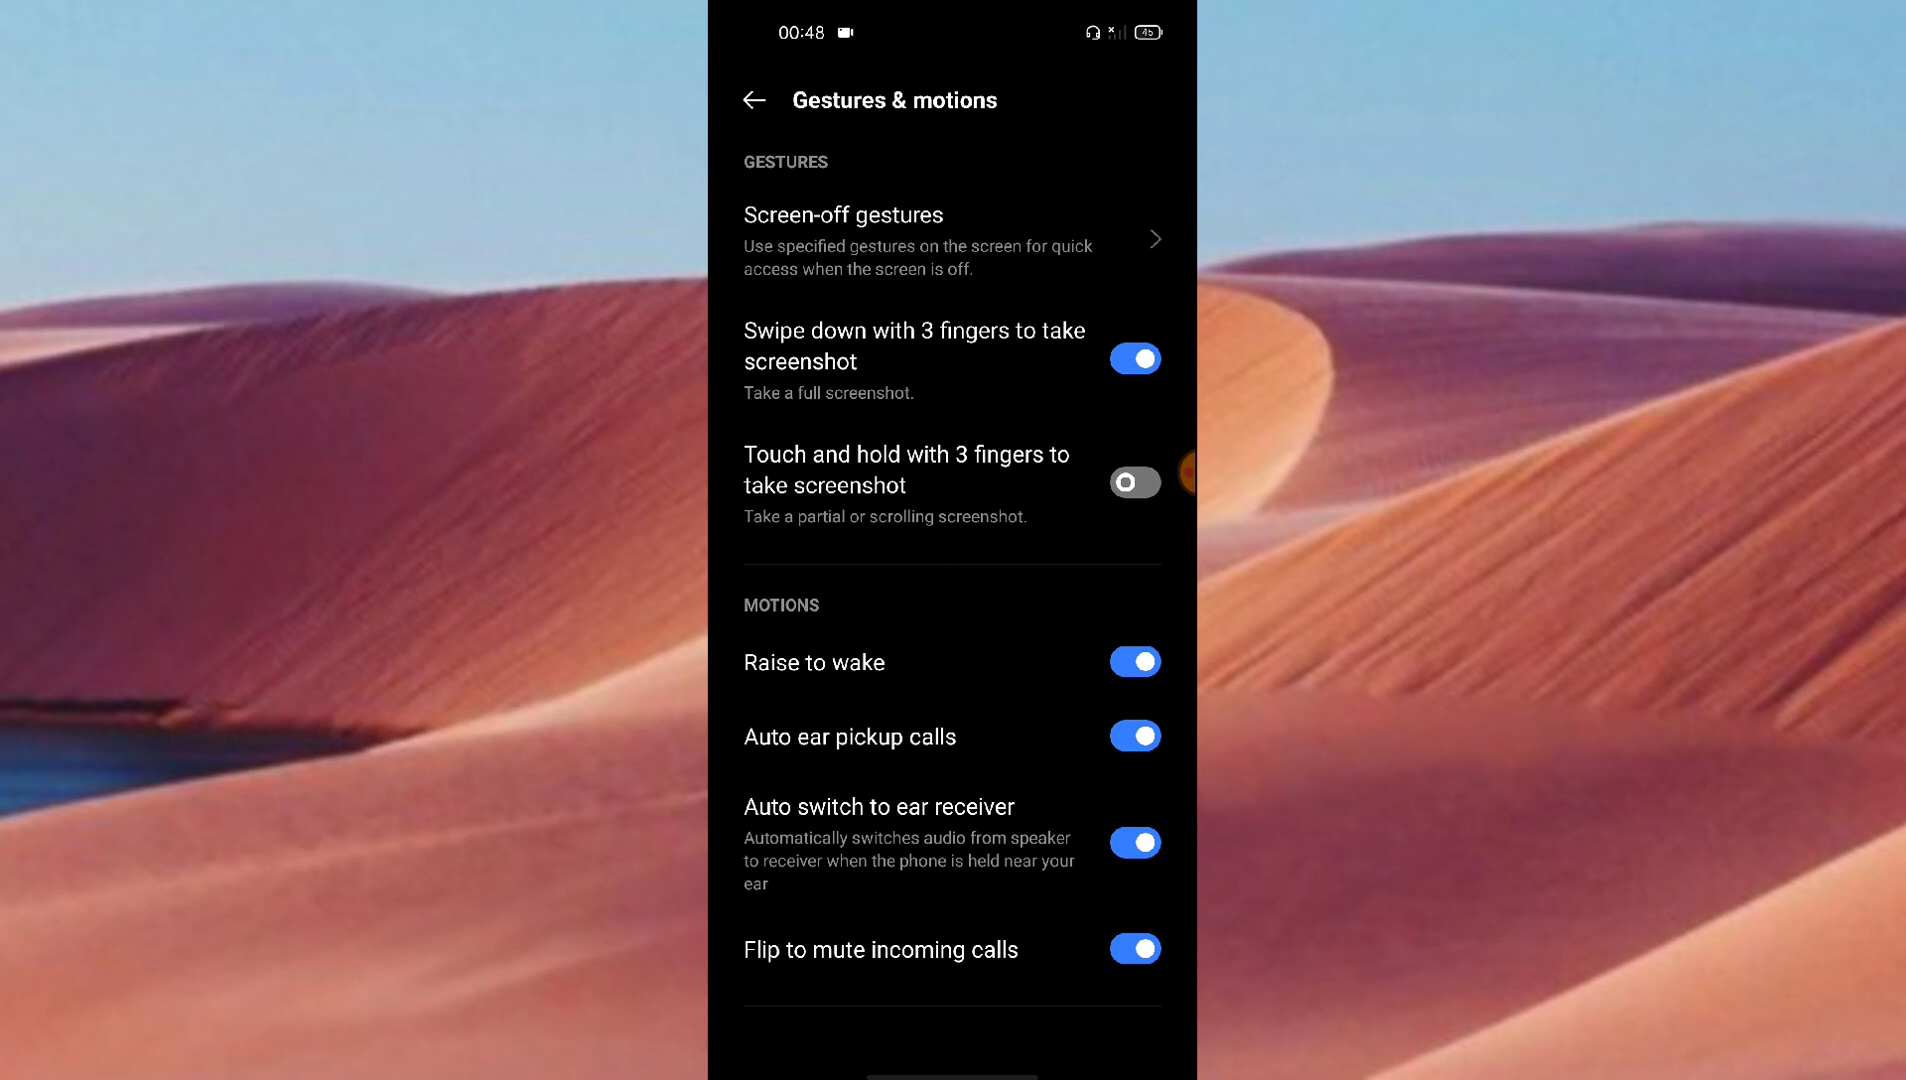 00:48
45
Gestures & motions
GESTURES
Screen-off gestures
Use specified gestures on the screen for quick
access when the screen is off.
Swipe down with 3 fingers to take
screenshot
Take a full screenshot.
Touch and hold with 3 fingers to
take screenshot
Take a partial or scrolling screenshot.
MOTIONS
Raise to wake
Auto ear pickup calls
Auto switch to ear receiver
Automatically switches audio from speaker
to receiver when the phone is held near your
ear
Flip to mute incoming calls